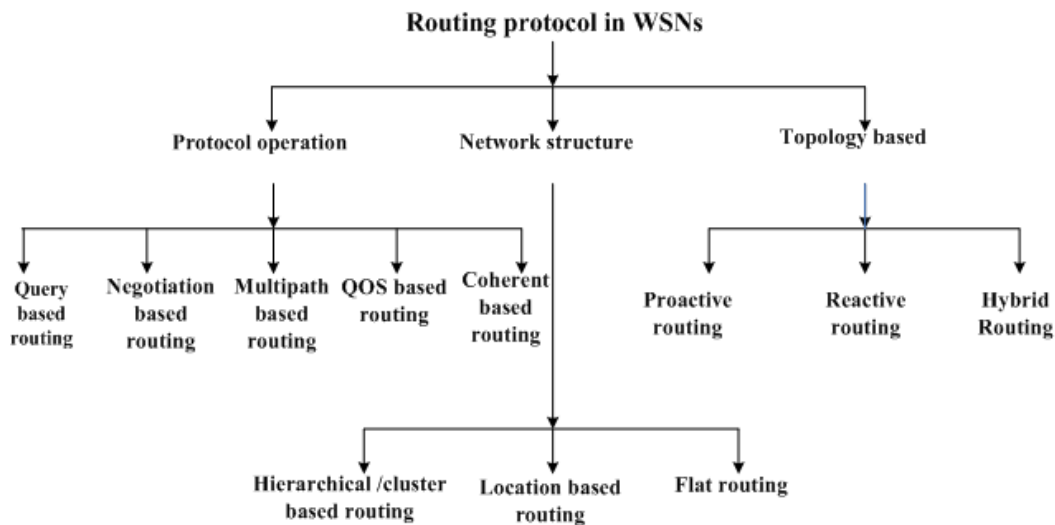 Routing protocol in WSNs
Protocol operation
Network structure
Topology based
Query
based
routing
Negotiation
based
routing
Multipath
based
routing
QOS based
routing
Coherent
based
routing
Proactive
routing
Reactive
routing
Hybrid
Routing
Hierarchical /cluster
based routing
Location based
routing
Flat routing